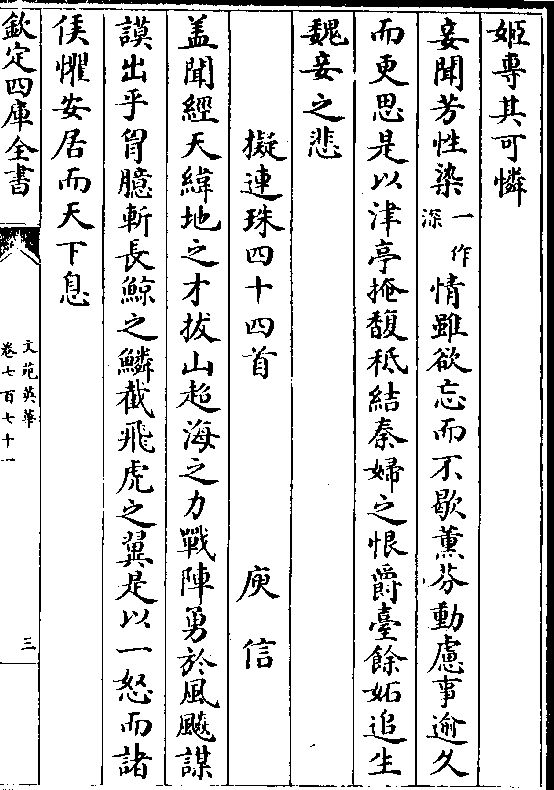 姬專其可憐
妾聞芳性染一作深情雖欲忘而不歇薰芬動慮事逾久
而更思是以津亭掩馥秪結秦婦之恨爵臺餘妬追生
魏妾之悲
擬連珠四十四首 庾信
盖聞經天緯地之才拔山超海之力戰陣勇於風飈謀
謨出乎胷臆斬長鯨之鱗截飛虎之翼是以一怒而諸
侯懼安居而天下息
欽定四庫全書 文苑英華 卷七百七十一 三